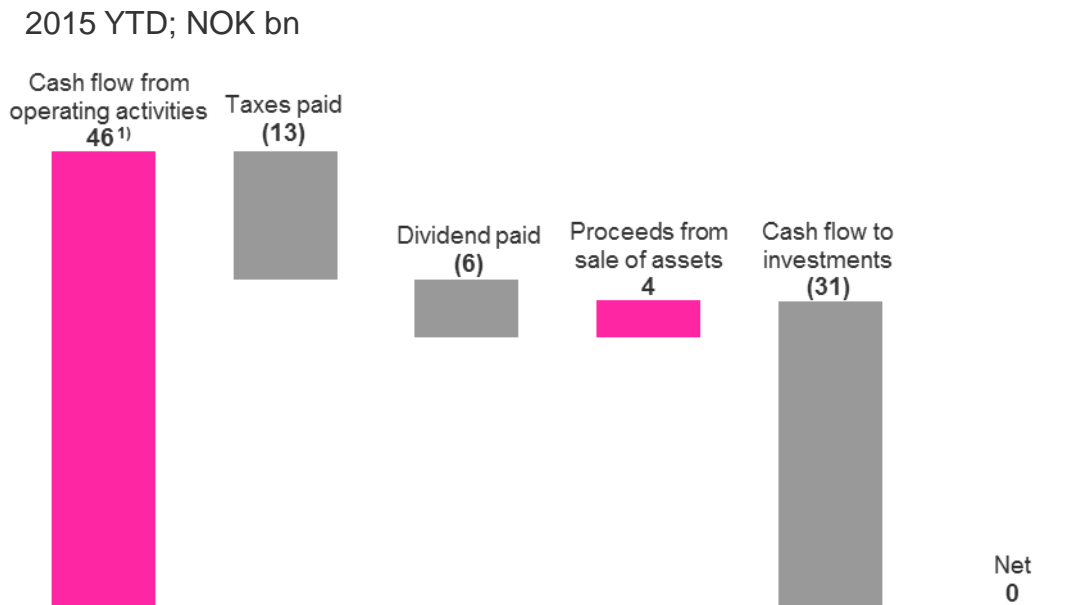 2015 YTD; NOK bn
Cash flow from
operating activities
46 1)
Taxes paid
(13)
Dividend paid
(6)
Proceeds from
sale of assets
4
Cash flow to
investments
(31)
Net
0